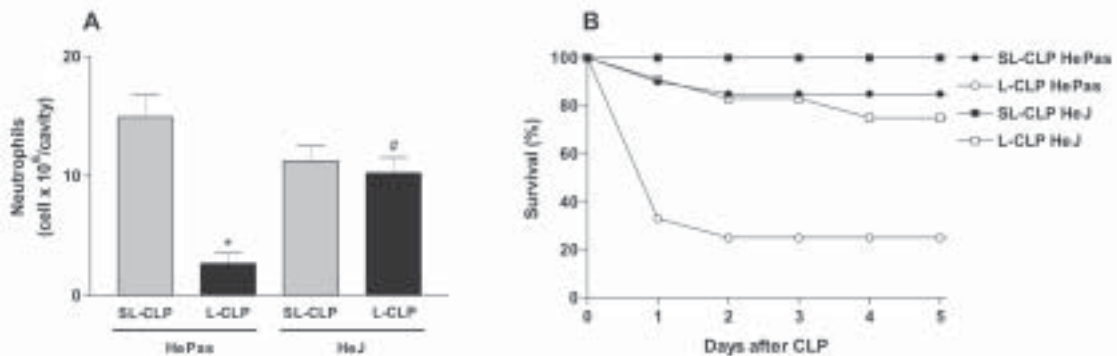 A
20
10
0
Neutrophils
(cell x 10⁶/cavity)
*
#
SL-CLP L-CLP SL-CLP L-CLP
HePas HeJ
B
100
80
60
40
20
0
Survival (%)
0 1 2 3 4 5
Days after CLP
SL-CLP HePas
L-CLP HePas
SL-CLP HeJ
L-CLP HeJ